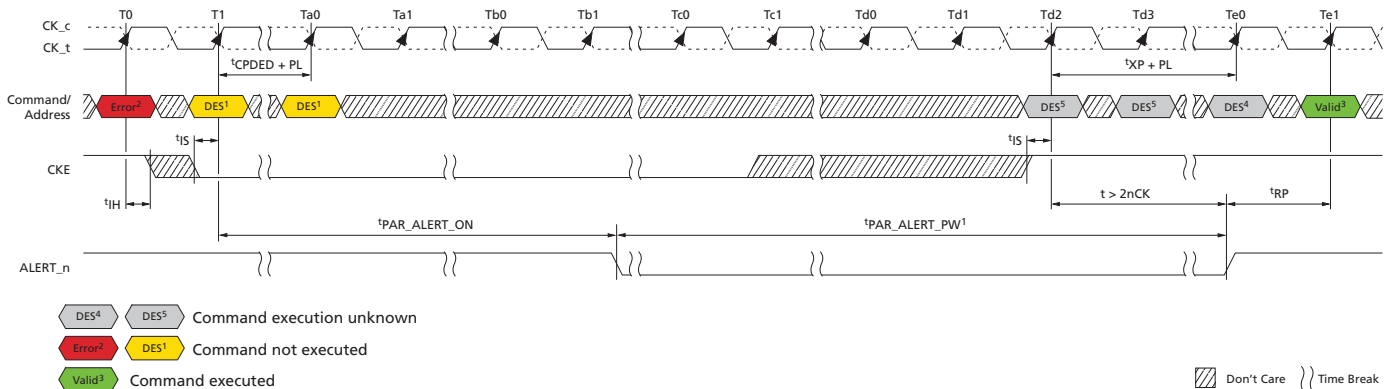 T0 T1 Ta0 Ta1 Tb0 Tb1 Tc0 Tc1 Td0 Td1 Td2 Td3 Te0 Te1
CK_c
CK_t
tCPDED + PL tXP + PL
Command/
Address
Error² DES¹ DES¹ DES⁵ DES⁵ DES⁴ Valid³
tIS tIS
CKE
tIH t > 2nCK tRP
tPAR_ALERT_ON tPAR_ALERT_PW¹
ALERT_n
DES⁴ DES⁵ Command execution unknown
Error² DES¹ Command not executed
Valid³ Command executed
Don't Care Time Break